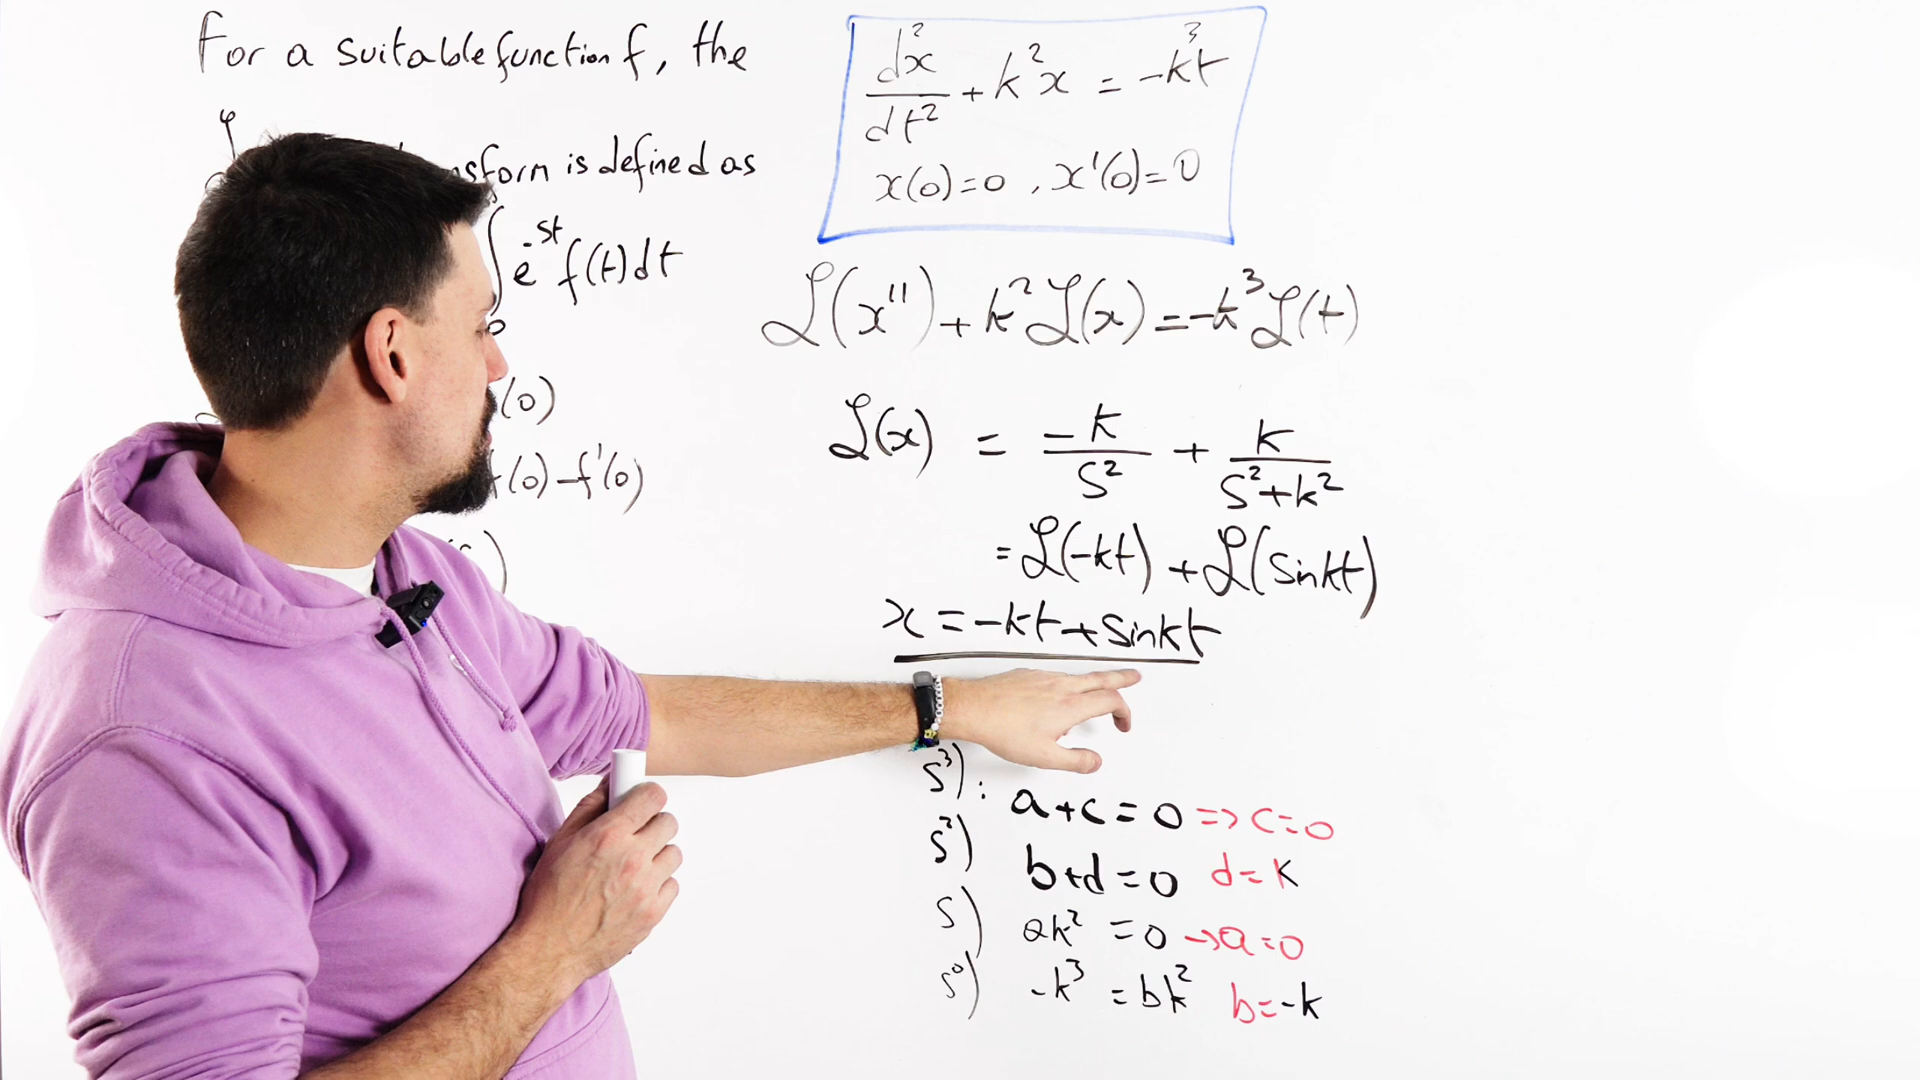 For a suitable function f, the
nsform is defined as
∫₀ e^-st f(t) dt
(0)
f(0) - f'(0)
d²x/dt² + k²x = -k³t
x(0)=0 , x'(0)=0
ℒ(x'') + k²ℒ(x) = -k³ℒ(t)
ℒ(x) = -k/S² + k/(S²+k²)
= ℒ(-kt) + ℒ(sinkt)
x = -kt + sinkt
S³) : a+c=0 => c=0
S²) b+d=0 d=k
S) ak² = 0 → a=0
S⁰) -k³ = bk² b=-k